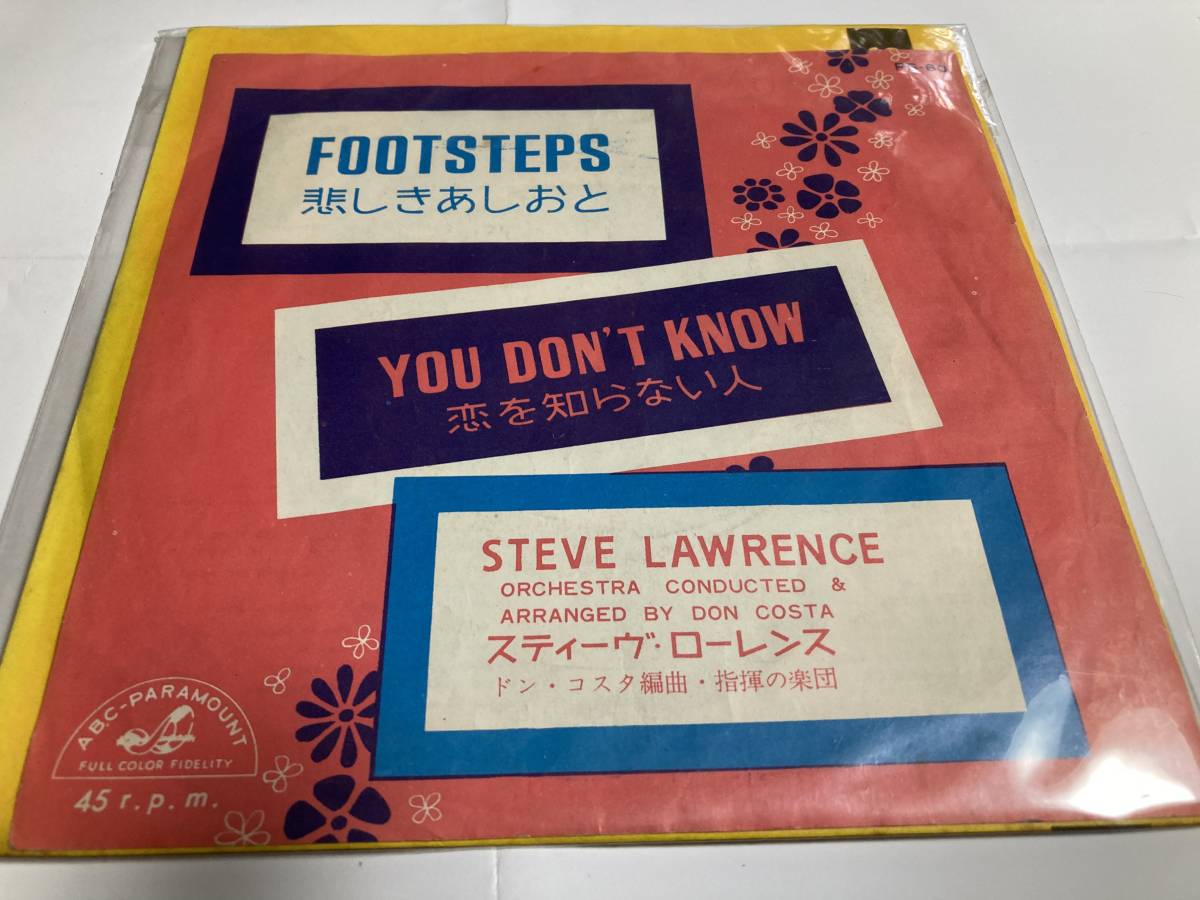 FOOTSTEPS
悲しきあしおと
YOU DON'T KNOW
恋を知らない人
STEVE LAWRENCE
ORCHESTRA CONDUCTED &
ARRANGED BY DON COSTA
スティーヴ・ローレンス
ドン・コスタ編曲・指揮の楽団
ABC-PARAMOUNT
FULL COLOR FIDELITY
45 r.p.m.